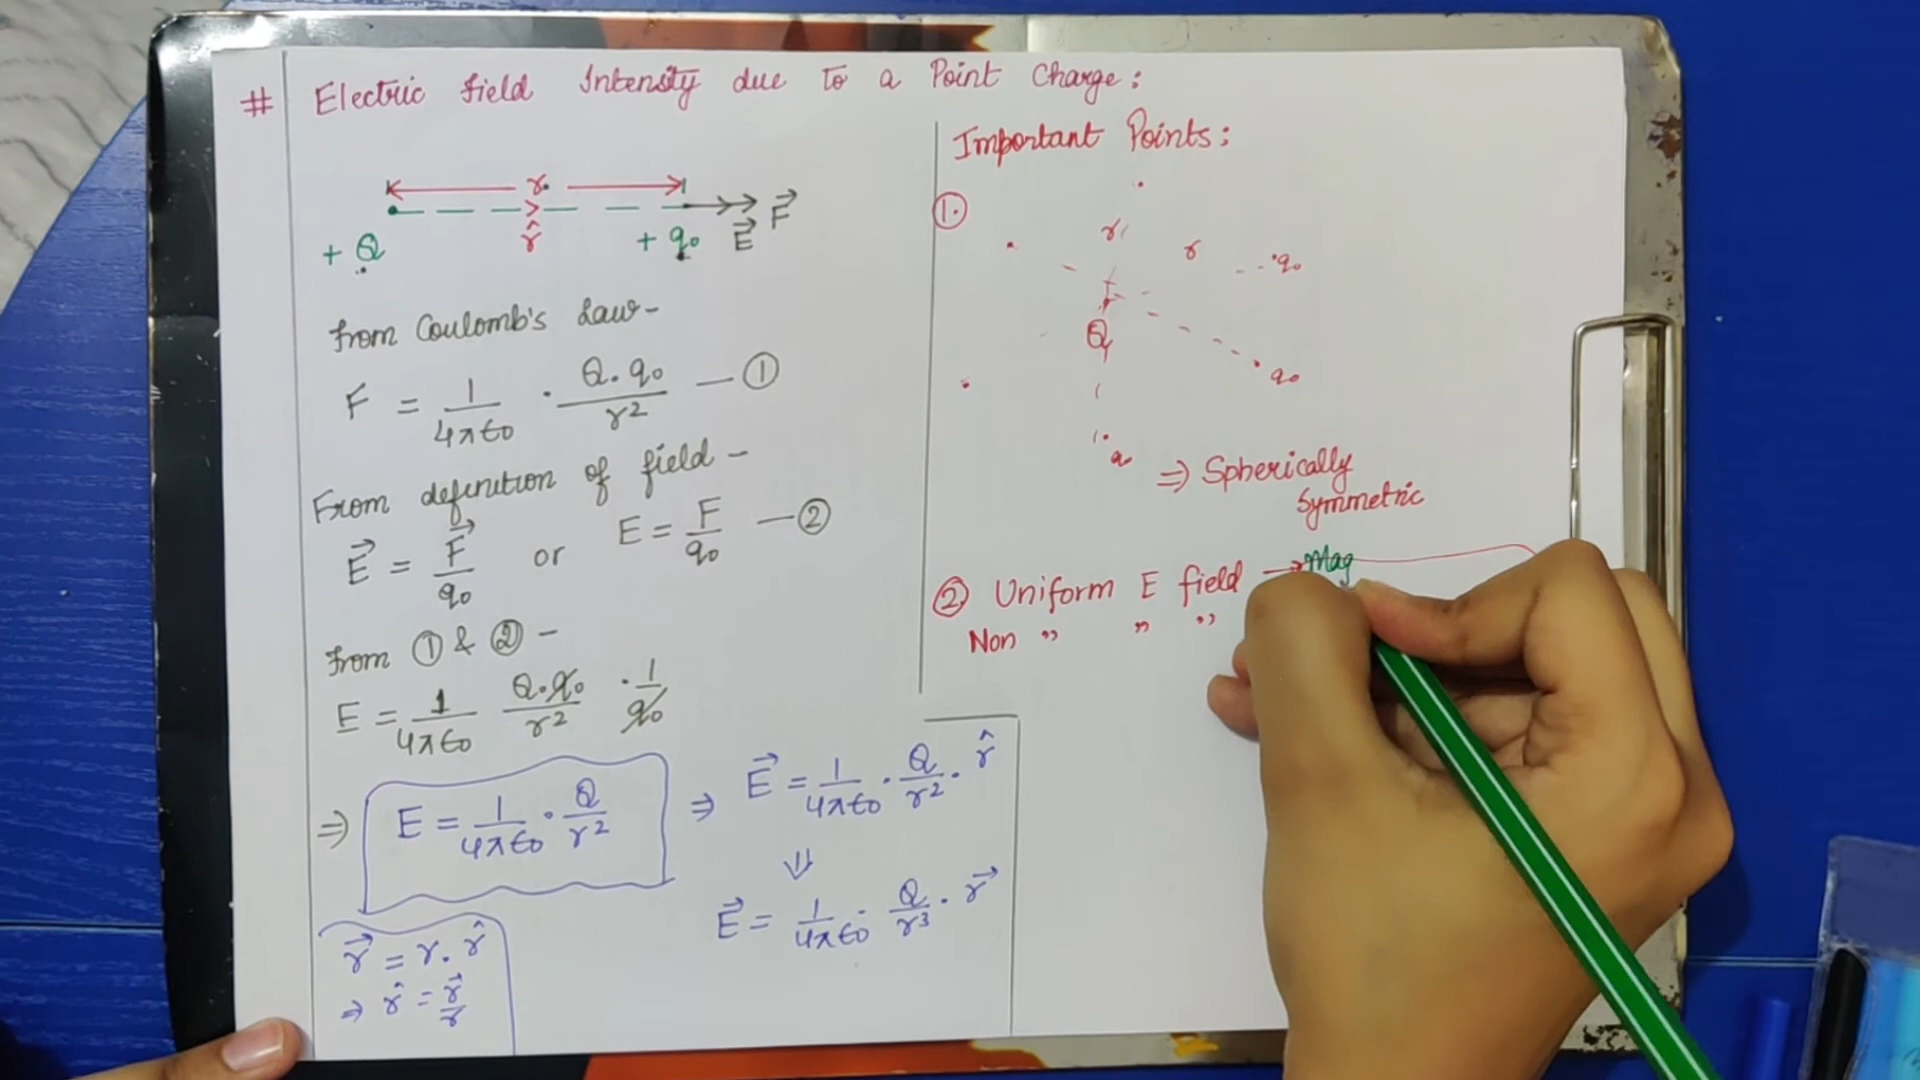 # Electric field Intensity due to a Point Charge:
r
r̂
+ Q
+ q₀
E⃗
F⃗
From Coulomb's Law-
F = 1/4πϵ₀ · Q.q₀/r² — ①
From definition of field -
E⃗ = F⃗/q₀ or E = F/q₀ — ②
From ① & ② -
E = 1/4πϵ₀ Q.q₀/r² · 1/q₀
⇒ E = 1/4πϵ₀ · Q/r²
⇒ E⃗ = 1/4πϵ₀ · Q/r² · r̂
⇓
E⃗ = 1/4πϵ₀ · Q/r³ · r⃗
r⃗ = r. r̂
⇒ r̂ = r⃗/r
Important Points:
①.
r
r
q₀
Q
q₀
⇒ Spherically
Symmetric
② Uniform E field → Mag
Non " " "